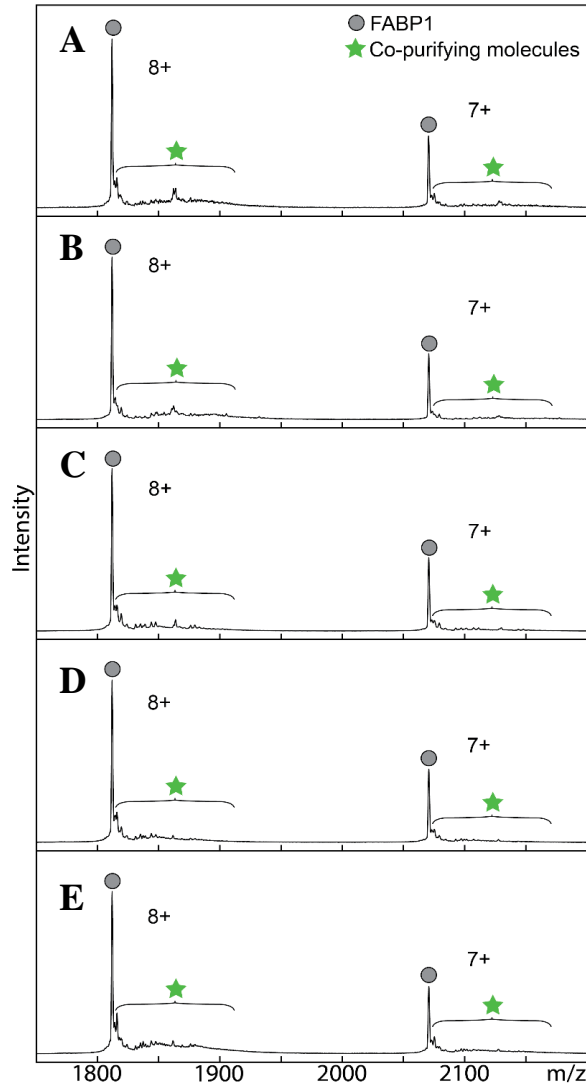 A
FABP1
Co-purifying molecules
8+
7+
B
8+
7+
C
8+
7+
D
8+
7+
E
8+
7+
Intensity
1800 1900 2000 2100 m/z